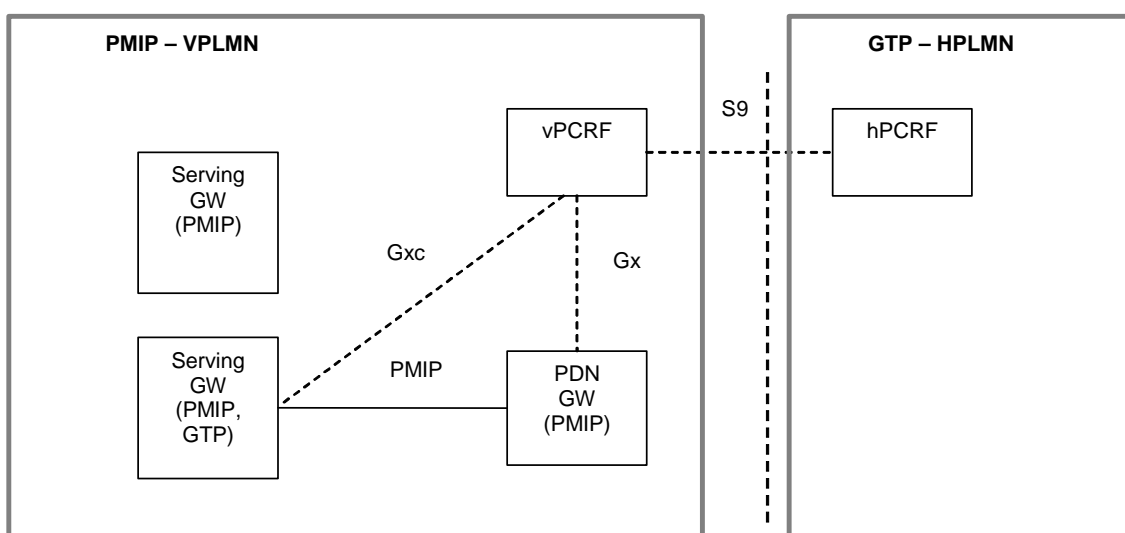 PMIP – VPLMN
GTP – HPLMN
S9
vPCRF
hPCRF
Serving
GW
(PMIP)
Gxc
Gx
Serving
GW
(PMIP,
GTP)
PMIP
PDN
GW
(PMIP)